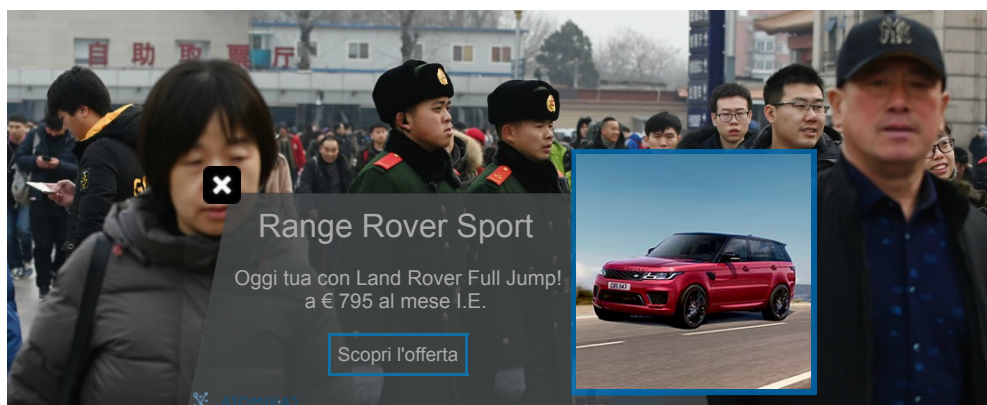 自助取票厅
Range Rover Sport
Oggi tua con Land Rover Full Jump!
a € 795 al mese I.E.
Scopri l'offerta